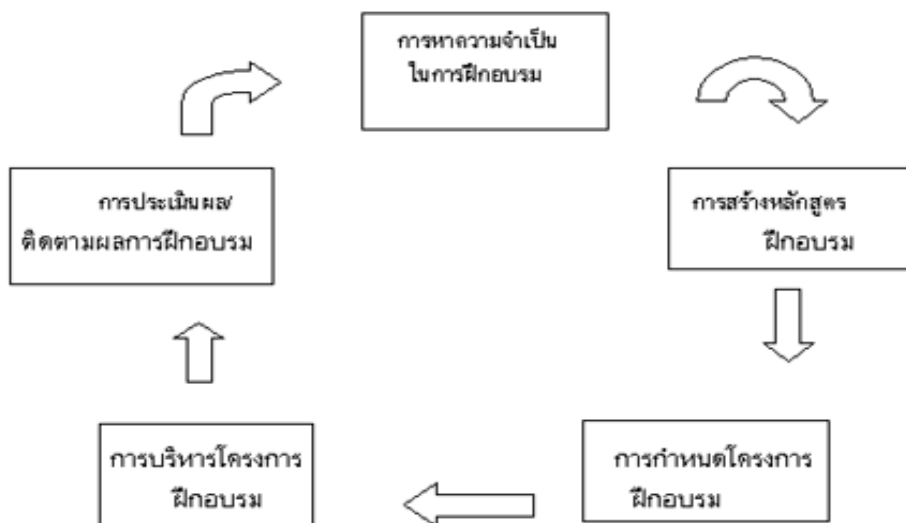 การหาความจำเป็น
ในการฝึกอบรม
การสร้างหลักสูตร
ฝึกอบรม
การกำหนดโครงการ
ฝึกอบรม
การบริหารโครงการ
ฝึกอบรม
การประเมินผล/
ติดตามผลการฝึกอบรม